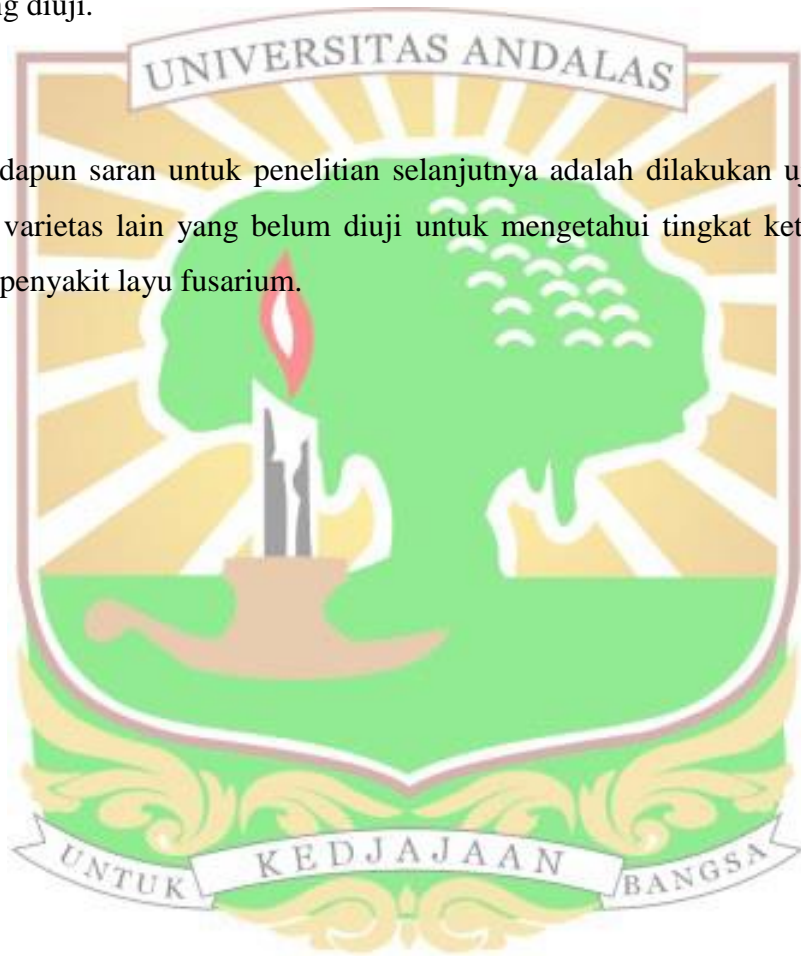 ng diuji.
UNIVERSITAS ANDALAS
dapun saran untuk penelitian selanjutnya adalah dilakukan u
varietas lain yang belum diuji untuk mengetahui tingkat ket
penyakit layu fusarium.
UNTUK KEDJAJAAN BANGSA